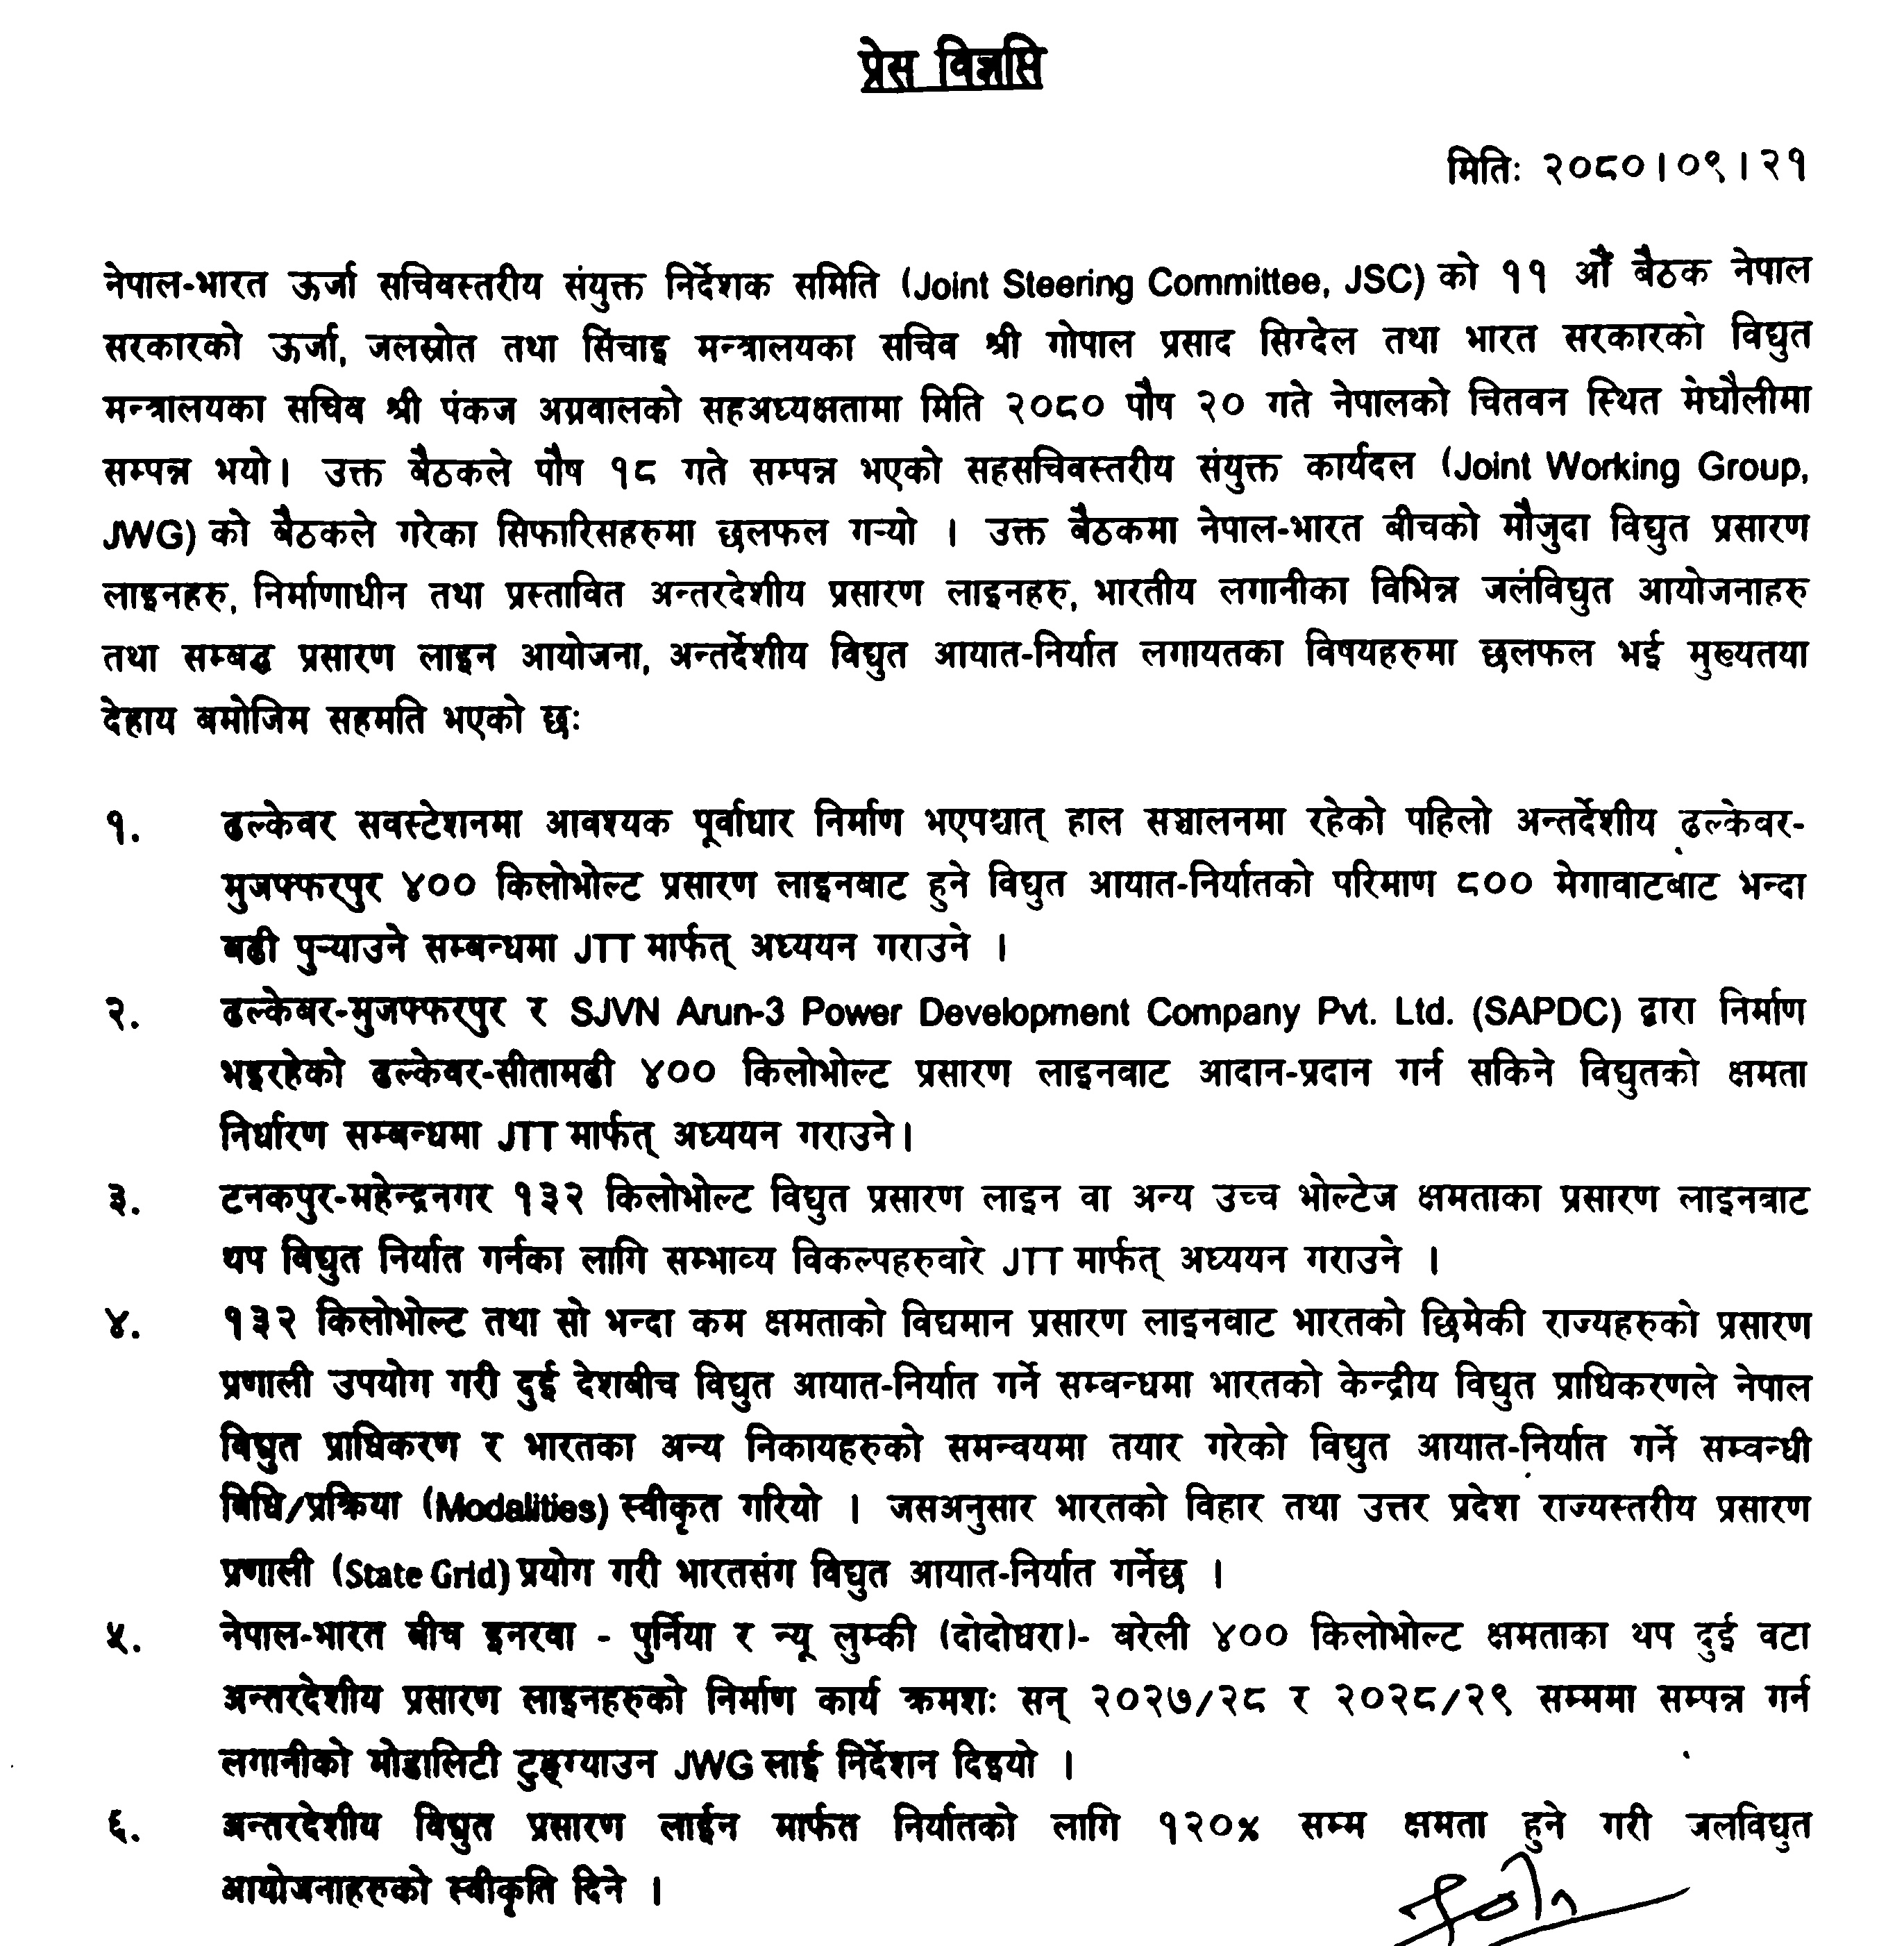 प्रेस विज्ञप्ति
मितिः २०८०।०९।२१
नेपाल-भारत ऊर्जा सचिवस्तरीय संयुक्त निर्देशक समिति (Joint Steering Committee, JSC) को ११ औं बैठक नेपाल
सरकारको ऊर्जा, जलस्रोत तथा सिंचाइ मन्त्रालयका सचिव श्री गोपाल प्रसाद सिग्देल तथा भारत सरकारको विद्युत
मन्त्रालयका सचिव श्री पंकज अग्रवालको सहअध्यक्षतामा मिति २०८० पौष २० गते नेपालको चितवन स्थित मेघौलीमा
सम्पन्न भयो। उक्त बैठकले पौष १८ गते सम्पन्न भएको सहसचिवस्तरीय संयुक्त कार्यदल (Joint Working Group,
JWG) को बैठकले गरेका सिफारिसहरुमा छलफल गऱ्यो । उक्त बैठकमा नेपाल-भारत बीचको मौजुदा विद्युत प्रसारण
लाइनहरु, निर्माणाधीन तथा प्रस्तावित अन्तरदेशीय प्रसारण लाइनहरु, भारतीय लगानीका विभिन्न जलविद्युत आयोजनाहरु
तथा सम्बद्ध प्रसारण लाइन आयोजना, अन्तर्देशीय विद्युत आयात-निर्यात लगायतका विषयहरुमा छलफल भई मुख्यतया
देहाय बमोजिम सहमति भएको छः
१. ढल्केवर सवस्टेशनमा आवश्यक पूर्वाधार निर्माण भएपश्चात् हाल सञ्चालनमा रहेको पहिलो अन्तर्देशीय ढल्केवर-
मुजफ्फरपुर ४०० किलोभोल्ट प्रसारण लाइनबाट हुने विद्युत आयात-निर्यातको परिमाण ८०० मेगावाटबाट भन्दा
बढी पुऱ्याउने सम्बन्धमा JTT मार्फत् अध्ययन गराउने ।
२. ढल्केबर-मुजफ्फरपुर र SJVN Arun-3 Power Development Company Pvt. Ltd. (SAPDC) द्वारा निर्माण
भइरहेको ढल्केवर-सीतामढी ४०० किलोभोल्ट प्रसारण लाइनवाट आदान-प्रदान गर्न सकिने विद्युतको क्षमता
निर्धारण सम्बन्धमा JTT मार्फत् अध्ययन गराउने।
३. टनकपुर-महेन्द्रनगर १३२ किलोभोल्ट विद्युत प्रसारण लाइन वा अन्य उच्च भोल्टेज क्षमताका प्रसारण लाइनबाट
थप विद्युत निर्यात गर्नका लागि सम्भाव्य विकल्पहरुवारे JTT मार्फत् अध्ययन गराउने ।
४. १३२ किलोभोल्ट तथा सो भन्दा कम क्षमताको विद्यमान प्रसारण लाइनवाट भारतको छिमेकी राज्यहरुको प्रसारण
प्रणाली उपयोग गरी दुई देशबीच विद्युत आयात-निर्यात गर्ने सम्वन्धमा भारतको केन्द्रीय विद्युत प्राधिकरणले नेपाल
विद्युत प्राधिकरण र भारतका अन्य निकायहरुको समन्वयमा तयार गरेको विद्युत आयात-निर्यात गर्ने सम्वन्धी
विधि/प्रक्रिया (Modalities) स्वीकृत गरियो । जसअनुसार भारतको विहार तथा उत्तर प्रदेश राज्यस्तरीय प्रसारण
प्रणाली (State Grid) प्रयोग गरी भारतसंग विद्युत आयात-निर्यात गर्नेछ ।
५. नेपाल-भारत बीच इनरवा - पुर्निया र न्यू लुम्की (दोदोधरा)- वरेली ४०० किलोभोल्ट क्षमताका थप दुई वटा
अन्तरदेशीय प्रसारण लाइनहरुको निर्माण कार्य क्रमशः सन् २०२७/२८ र २०२८/२९ सम्ममा सम्पन्न गर्न
लगानीको मोडालिटी टुङ्ग्याउन JWG लाई निर्देशन दिइयो ।
६. अन्तरदेशीय विद्युत प्रसारण लाईन मार्फत निर्यातको लागि १२०% सम्म क्षमता हुने गरी जलविद्युत
आयोजनाहरुको स्वीकृति दिने ।